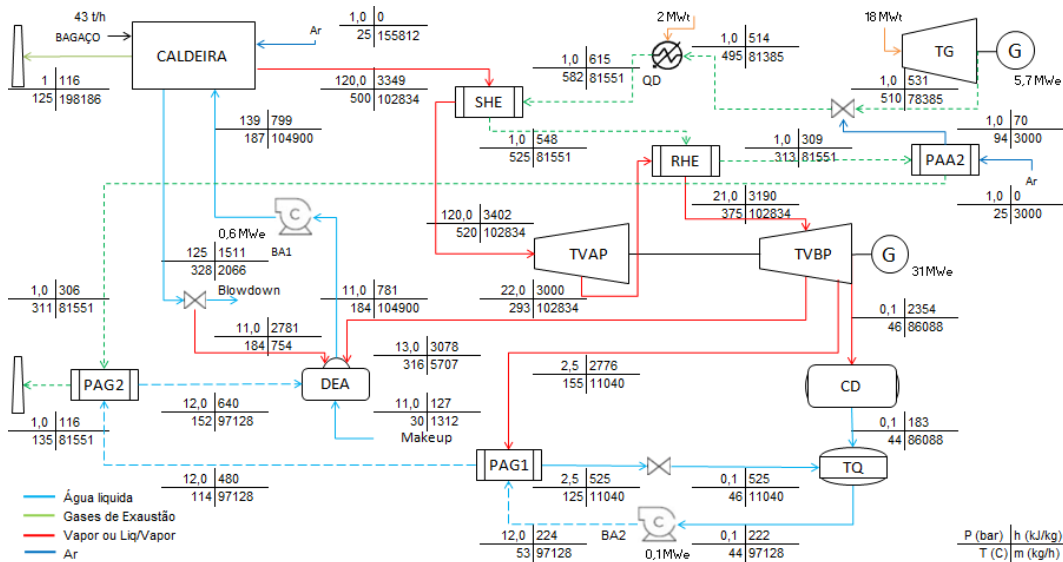 43 t/h
BAGAÇO
CALDEIRA
Ar
1,0 0
25 155812
1 116
125 198186
120,0 3349
500 102834
139 799
187 104900
1,0 615
582 81551
2 MWt
QD
1,0 514
495 81385
18 MWt
TG
G
5,7 MWe
1,0 531
510 78385
SHE
1,0 548
525 81551
RHE
1,0 309
313 81551
PAA2
1,0 70
94 3000
Ar
1,0 0
25 3000
C
0,6 MWe
BA1
125 1511
328 2066
Blowdown
120,0 3402
520 102834
21,0 3190
375 102834
TVAP
TVBP
G
31MWe
1,0 306
311 81551
11,0 781
184 104900
22,0 3000
293 102834
0,1 2354
46 86088
11,0 2781
184 754
13,0 3078
316 5707
2,5 2776
155 11040
PAG2
DEA
CD
12,0 640
152 97128
11,0 127
30 1312
Makeup
1,0 116
135 81551
0,1 183
44 86088
PAG1
TQ
12,0 480
114 97128
2,5 525
125 11040
0,1 525
46 11040
Água liquida
Gases de Exaustão
Vapor ou Liq/Vapor
Ar
12,0 224
53 97128
BA2
C
0,1MWe
0,1 222
44 97128
P (bar) h (kJ/kg)
T (C) m (kg/h)